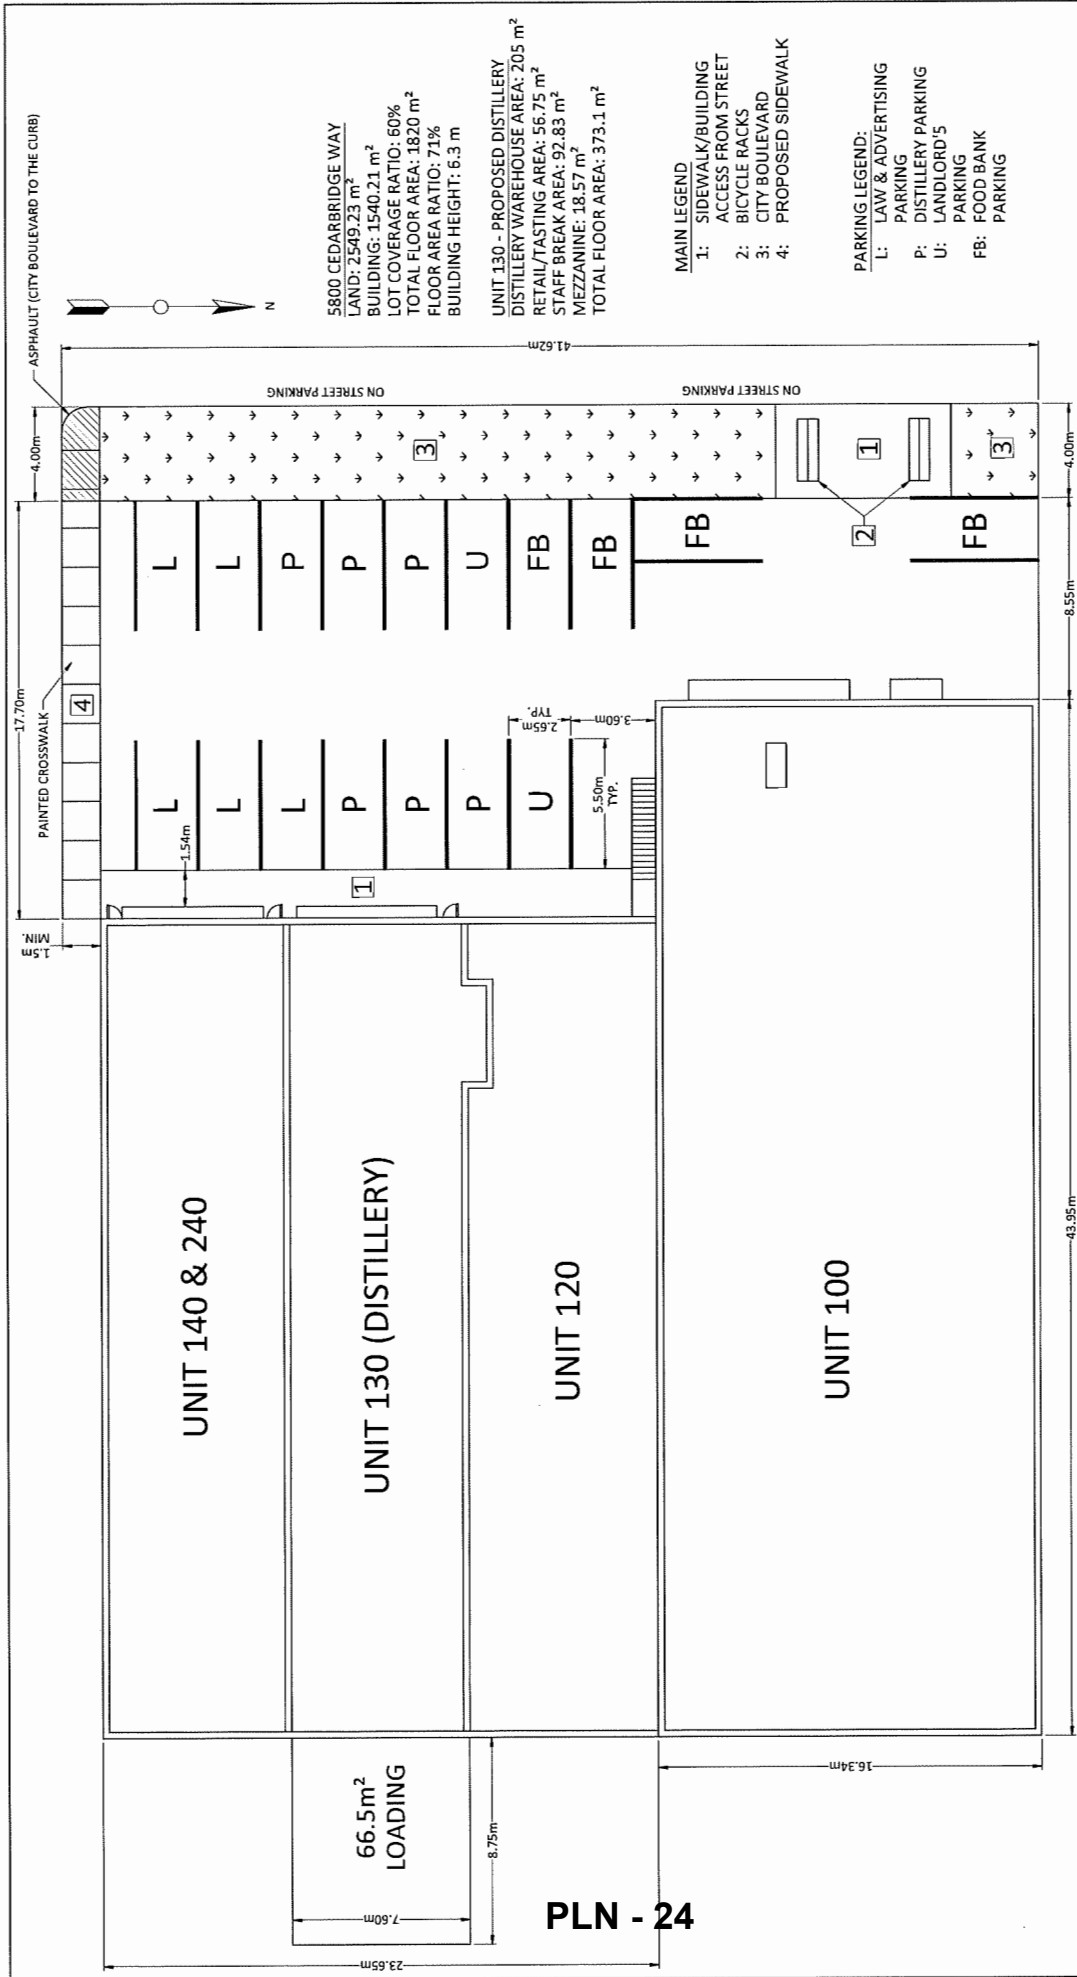 ASPHAULT (CITY BOULEVARD TO THE CURB)
PAINTED CROSSWALK
17.70m
4.00m
1.5m
MIN.
4
1.54m
1
L
L
L
P
P
P
U
L
L
P
P
P
U
FB
FB
FB
FB
2.65m
TYP.
3.60m
5.50m
TYP.
3
1
2
3
ON STREET PARKING
ON STREET PARKING
41.62m
8.55m
4.00m
43.95m
UNIT 140 & 240
UNIT 130 (DISTILLERY)
UNIT 120
UNIT 100
66.5m²
LOADING
8.75m
7.60m
23.65m
16.34m
N
5800 CEDARBRIDGE WAY
LAND: 2549.23 m²
BUILDING: 1540.21 m²
LOT COVERAGE RATIO: 60%
TOTAL FLOOR AREA: 1820 m²
FLOOR AREA RATIO: 71%
BUILDING HEIGHT: 6.3 m
UNIT 130 - PROPOSED DISTILLERY
DISTILLERY WAREHOUSE AREA: 205 m²
RETAIL/TASTING AREA: 56.75 m²
STAFF BREAK AREA: 92.83 m²
MEZZANINE: 18.57 m²
TOTAL FLOOR AREA: 373.1 m²
MAIN LEGEND
1: SIDEWALK/BUILDING
ACCESS FROM STREET
2: BICYCLE RACKS
3: CITY BOULEVARD
4: PROPOSED SIDEWALK
PARKING LEGEND:
L: LAW & ADVERTISING
PARKING
P: DISTILLERY PARKING
U: LANDLORD'S
PARKING
FB: FOOD BANK
PARKING
PLN - 24